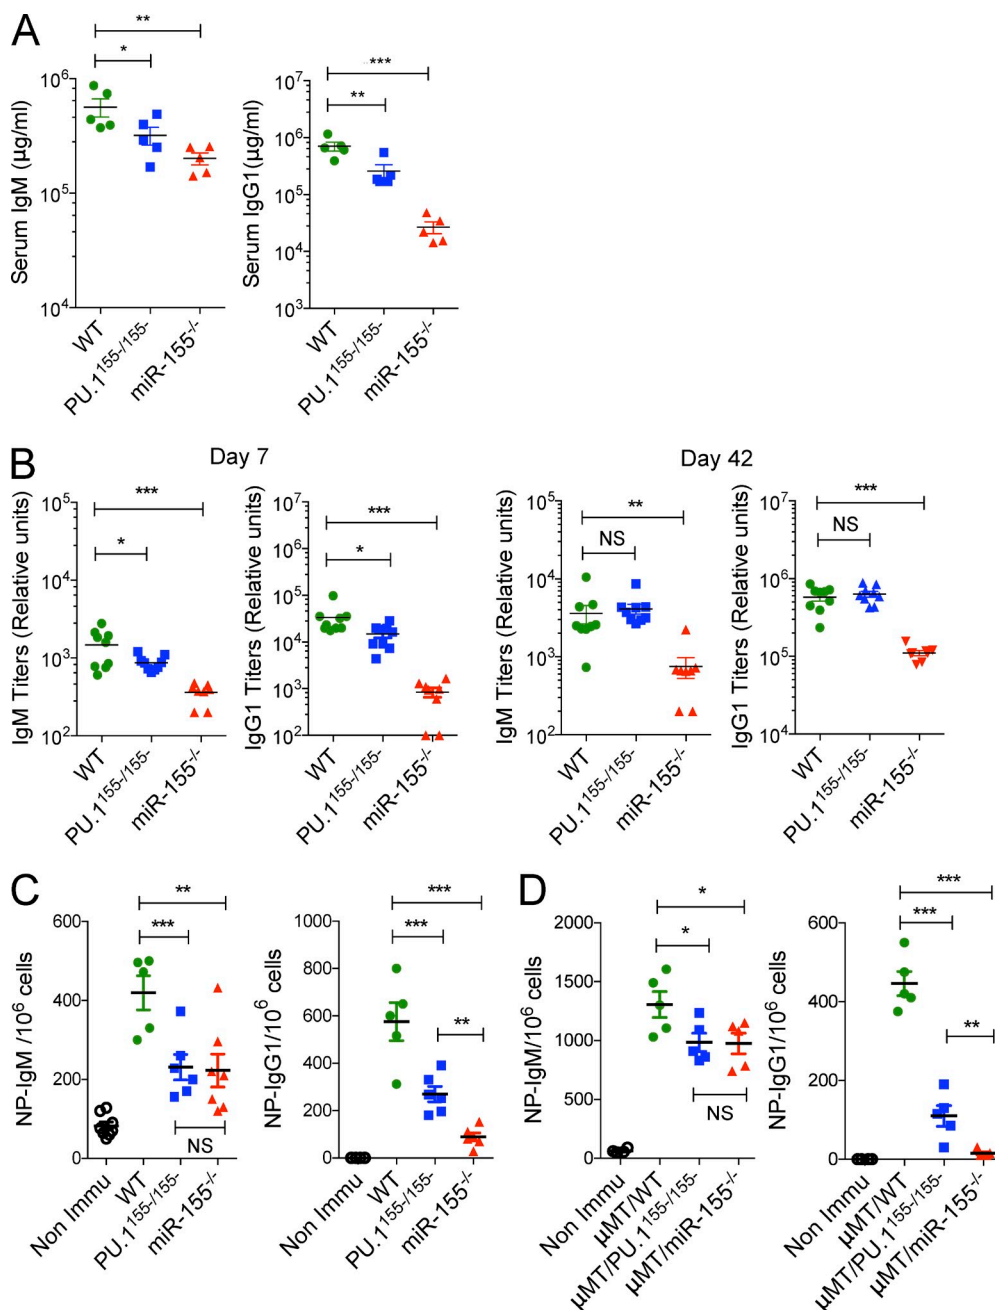 A
**
*
10^6
10^5
10^4
Serum IgM (µg/ml)
WT
PU.1^155-/155-
miR-155^-/-
***
**
10^7
10^6
10^5
10^4
10^3
Serum IgG1(µg/ml)
WT
PU.1^155-/155-
miR-155^-/-
B
Day 7
***
*
10^5
10^4
10^3
10^2
IgM Titers (Relative units)
WT
PU.1^155-/155-
miR-155^-/-
***
*
10^7
10^6
10^5
10^4
10^3
10^2
IgG1 Titers (Relative units)
WT
PU.1^155-/155-
miR-155^-/-
Day 42
**
NS
10^5
10^4
10^3
10^2
IgM Titers (Relative units)
WT
PU.1^155-/155-
miR-155^-/-
***
NS
10^7
10^6
10^5
10^4
IgG1 Titers (Relative units)
WT
PU.1^155-/155-
miR-155^-/-
C
**
***
NS
600
400
200
0
NP-IgM /10^6 cells
Non Immu
WT
PU.1^155-/155-
miR-155^-/-
***
***
**
1000
800
600
400
200
0
NP-IgG1/10^6 cells
Non Immu
WT
PU.1^155-/155-
miR-155^-/-
D
*
*
NS
2000
1500
1000
500
0
NP-IgM/10^6 cells
Non Immu
µMT/WT
µMT/PU.1^155-/155-
µMT/miR-155^-/-
***
***
**
600
400
200
0
NP-IgG1/10^6 cells
Non Immu
µMT/WT
µMT/PU.1^155-/155-
µMT/miR-155^-/-